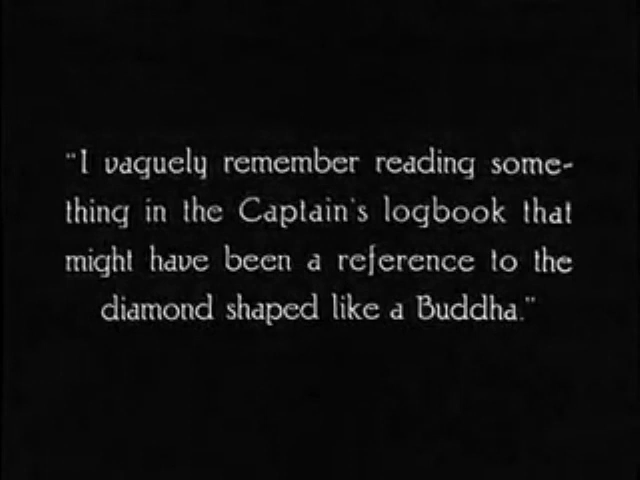 "I vaguely remember reading some-
thing in the Captain's logbook that
might have been a reference to the
diamond shaped like a Buddha."